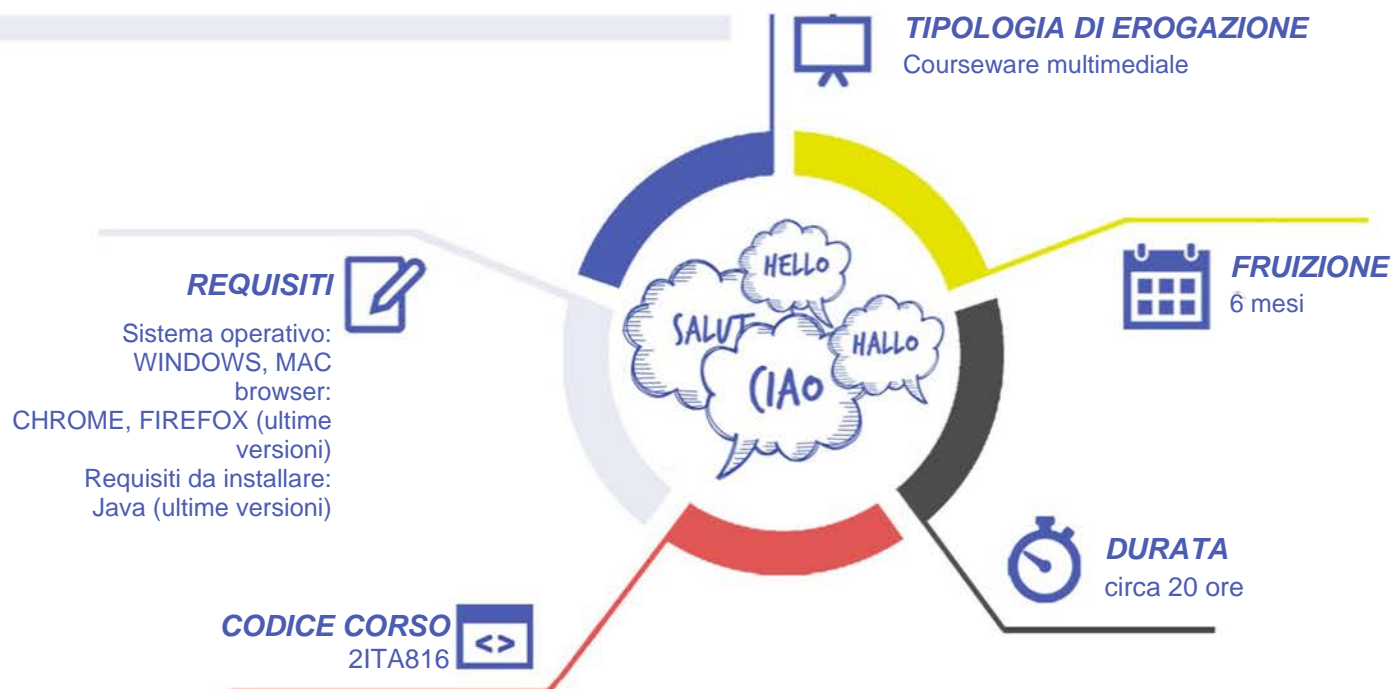 TIPOLOGIA DI EROGAZIONE
Courseware multimediale
REQUISITI
Sistema operativo:
WINDOWS, MAC
browser:
CHROME, FIREFOX (ultime
versioni)
Requisiti da installare:
Java (ultime versioni)
HELLO
SALUT
HALLO
CIAO
FRUIZIONE
6 mesi
DURATA
circa 20 ore
CODICE CORSO
2ITA816
<>